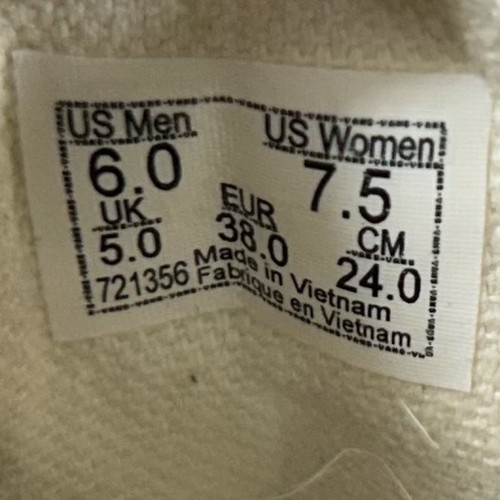 US Men US Women
6.0 7.5
UK EUR CM
5.0 38.0 24.0
721356 Made in Vietnam
Fabrique en Vietnam